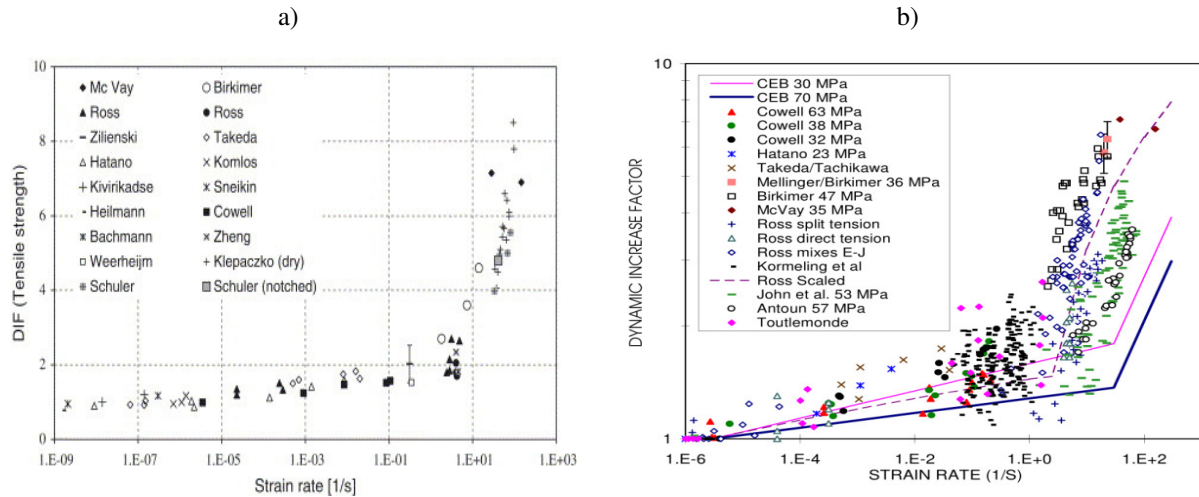 a)
b)
10
8
6
4
2
0
DIF (Tensile strength)
Mc Vay Birkimer
Ross Ross
Zilienski Takeda
Hatano Komlos
Kivirikadse Sneikin
Heilmann Cowell
Bachmann Zheng
Weerheijm Klepaczko (dry)
Schuler Schuler (notched)
1.E-09 1.E-07 1.E-05 1.E-03 1.E-01 1.E+01 1.E+03
Strain rate [1/s]
10
1
DYNAMIC INCREASE FACTOR
CEB 30 MPa
CEB 70 MPa
Cowell 63 MPa
Cowell 38 MPa
Cowell 32 MPa
Hatano 23 MPa
Takeda/Tachikawa
Mellinger/Birkimer 36 MPa
Birkimer 47 MPa
McVay 35 MPa
Ross split tension
Ross direct tension
Ross mixes E-J
Kormeling et al
Ross Scaled
John et al. 53 MPa
Antoun 57 MPa
Toutlemonde
1.E-6 1.E-4 1.E-2 1.E+0 1.E+2
STRAIN RATE (1/S)